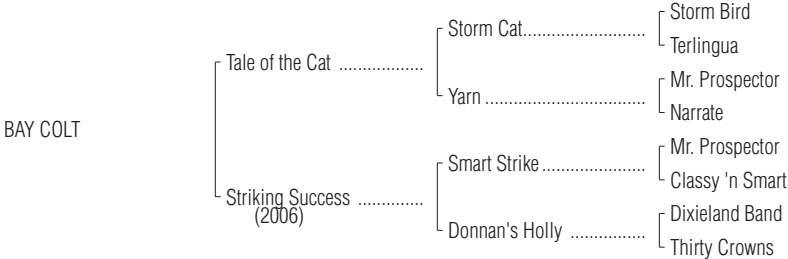 Storm Bird
Storm Cat..........................
Terlingua
Tale of the Cat ..................
Mr. Prospector
Yarn ..................................
Narrate
BAY COLT
Mr. Prospector
Smart Strike......................
Classy 'n Smart
Striking Success ..............
(2006)
Dixieland Band
Donnan's Holly ................
Thirty Crowns